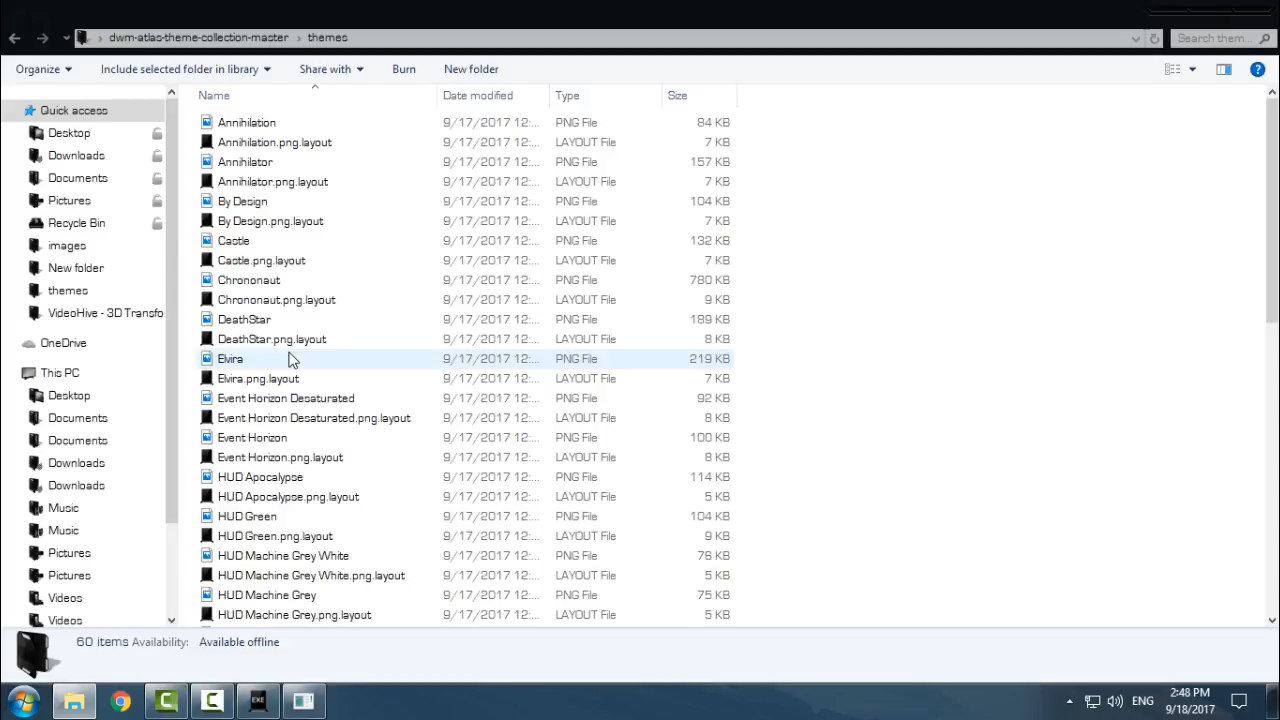 dwm-atlas-theme-collection-master › themes
Search them...
Organize Include selected folder in library Share with Burn New folder
Name Date modified Type Size
Quick access
Desktop
Downloads
Documents
Pictures
Recycle Bin
images
New folder
themes
VideoHive - 3D Transfo
OneDrive
This PC
Desktop
Documents
Documents
Downloads
Downloads
Music
Music
Pictures
Pictures
Videos
Videos
Annihilation 9/17/2017 12:... PNG File 84 KB
Annihilation.png.layout 9/17/2017 12:... LAYOUT File 7 KB
Annihilator 9/17/2017 12:... PNG File 157 KB
Annihilator.png.layout 9/17/2017 12:... LAYOUT File 7 KB
By Design 9/17/2017 12:... PNG File 104 KB
By Design.png.layout 9/17/2017 12:... LAYOUT File 7 KB
Castle 9/17/2017 12:... PNG File 132 KB
Castle.png.layout 9/17/2017 12:... LAYOUT File 7 KB
Chrononaut 9/17/2017 12:... PNG File 780 KB
Chrononaut.png.layout 9/17/2017 12:... LAYOUT File 9 KB
DeathStar 9/17/2017 12:... PNG File 189 KB
DeathStar.png.layout 9/17/2017 12:... LAYOUT File 8 KB
Elvira 9/17/2017 12:... PNG File 219 KB
Elvira.png.layout 9/17/2017 12:... LAYOUT File 7 KB
Event Horizon Desaturated 9/17/2017 12:... PNG File 92 KB
Event Horizon Desaturated.png.layout 9/17/2017 12:... LAYOUT File 8 KB
Event Horizon 9/17/2017 12:... PNG File 100 KB
Event Horizon.png.layout 9/17/2017 12:... LAYOUT File 8 KB
HUD Apocalypse 9/17/2017 12:... PNG File 114 KB
HUD Apocalypse.png.layout 9/17/2017 12:... LAYOUT File 5 KB
HUD Green 9/17/2017 12:... PNG File 104 KB
HUD Green.png.layout 9/17/2017 12:... LAYOUT File 9 KB
HUD Machine Grey White 9/17/2017 12:... PNG File 76 KB
HUD Machine Grey White.png.layout 9/17/2017 12:... LAYOUT File 5 KB
HUD Machine Grey 9/17/2017 12:... PNG File 75 KB
HUD Machine Grey.png.layout 9/17/2017 12:... LAYOUT File 5 KB
60 items Availability: Available offline
EXE
ENG
2:48 PM
9/18/2017